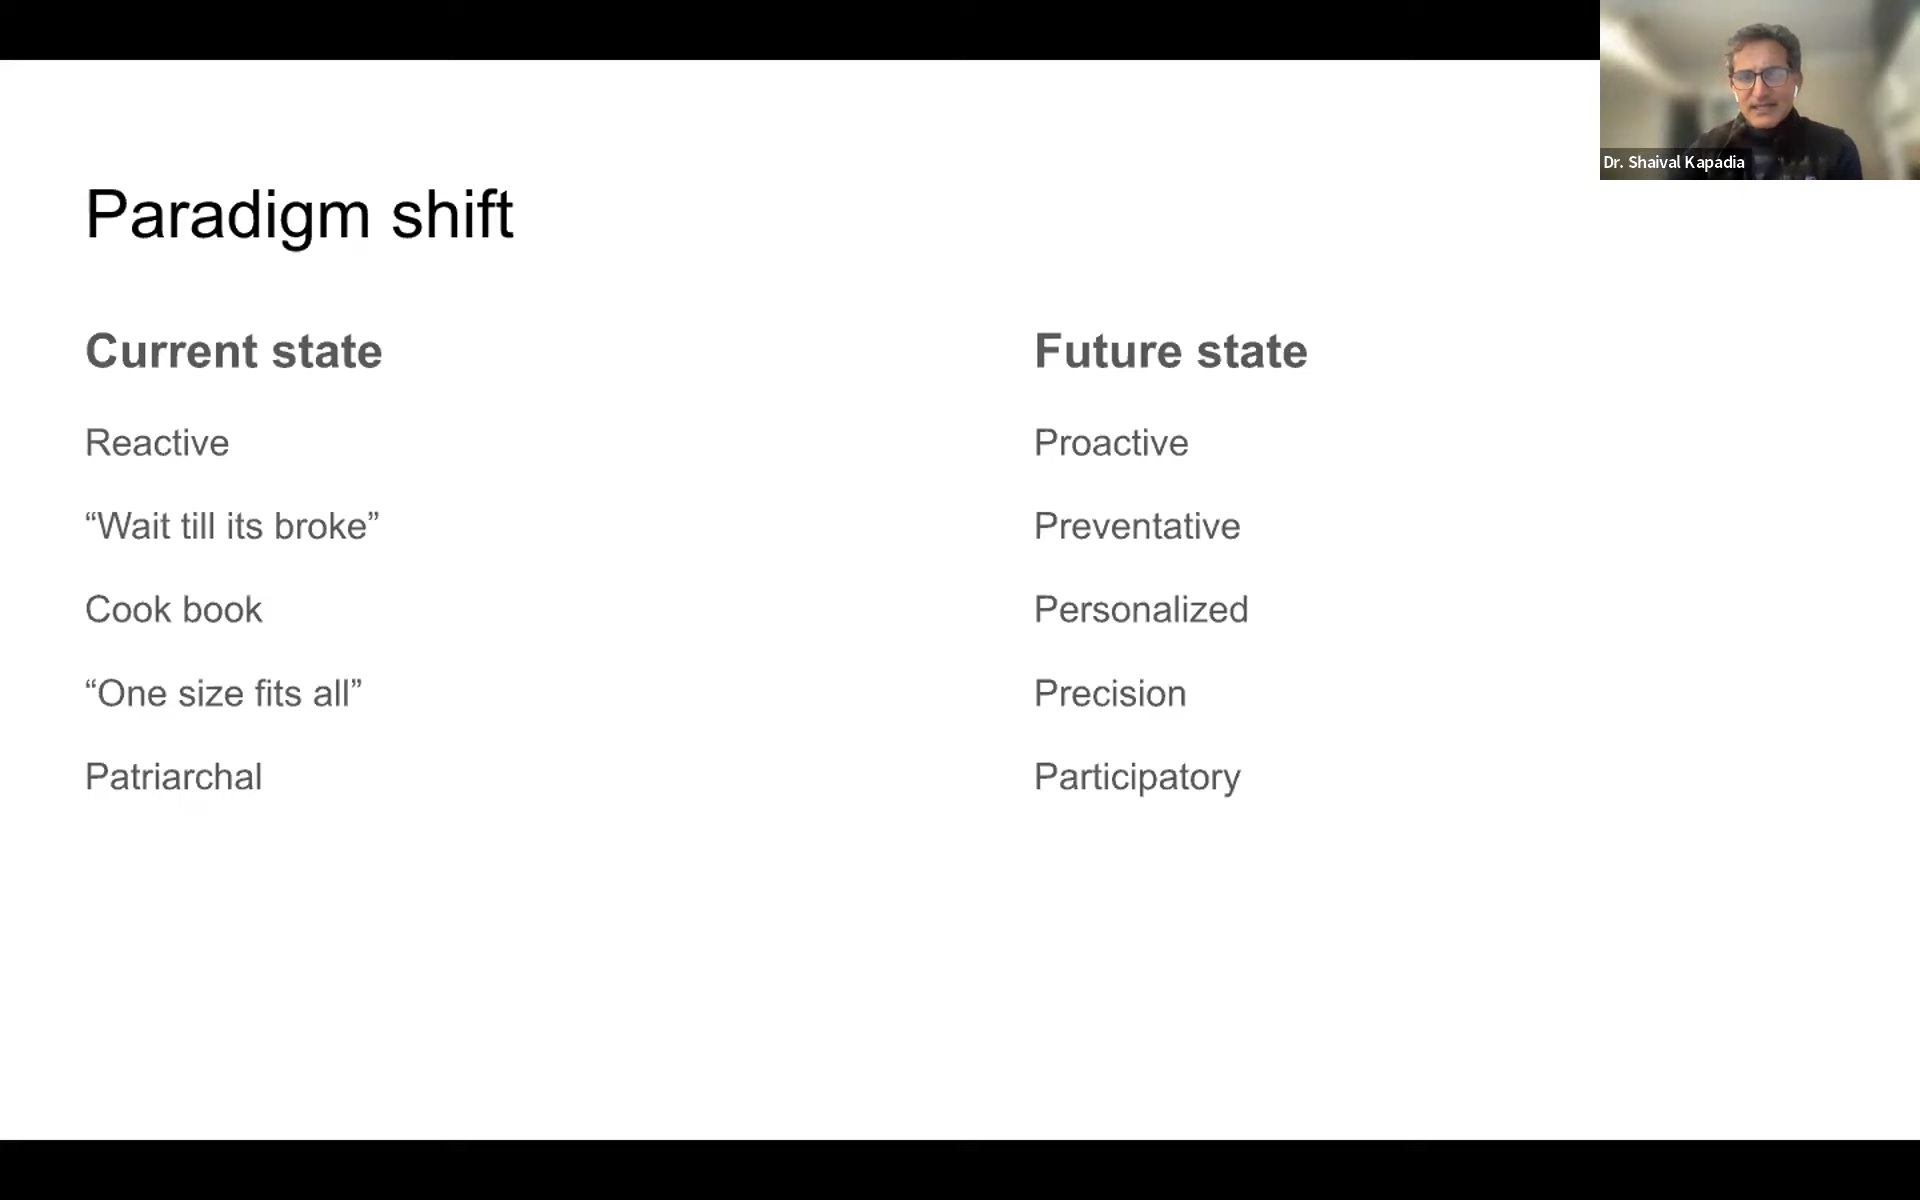 Dr. Shaival Kapadia
Paradigm shift
Current state
Reactive
“Wait till its broke”
Cook book
“One size fits all”
Patriarchal
Future state
Proactive
Preventative
Personalized
Precision
Participatory